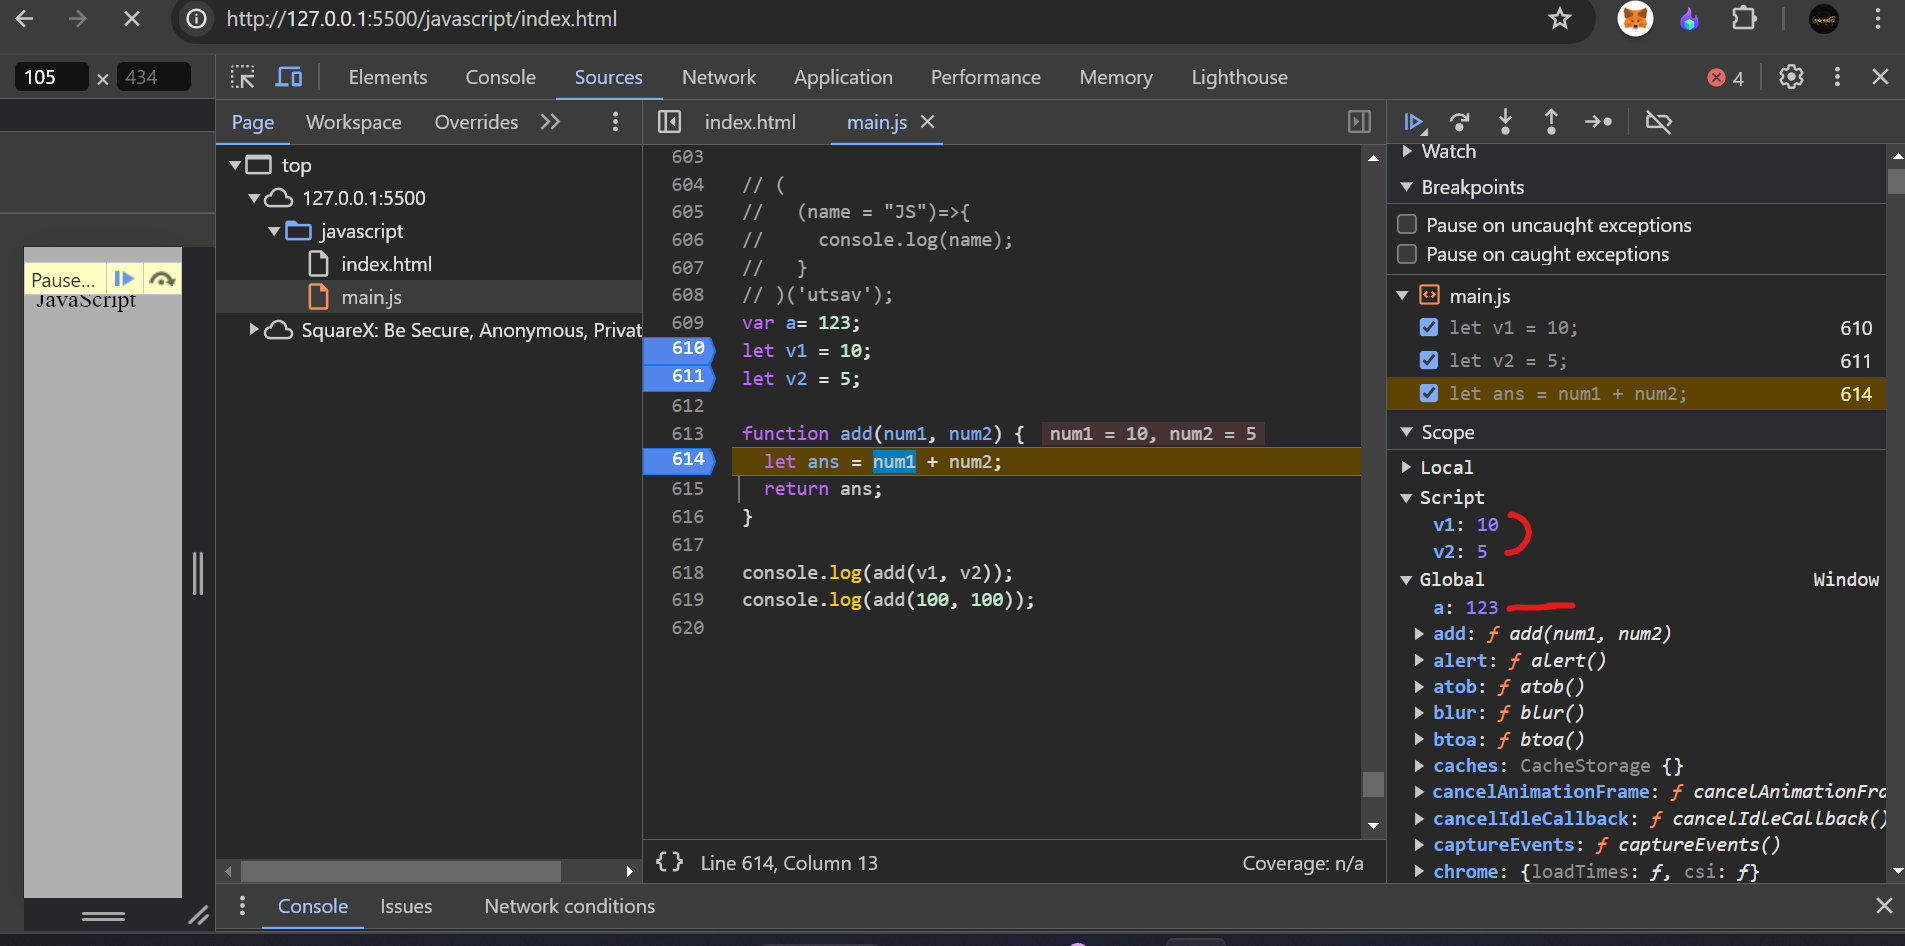 http://127.0.0.1:5500/javascript/index.html
105 × 434
Elements Console Sources Network Application Performance Memory Lighthouse 4
Page Workspace Overrides
index.html main.js
top
127.0.0.1:5500
javascript
index.html
main.js
SquareX: Be Secure, Anonymous, Privat
Pause...
JavaScript
603
604 // (
605 //   (name = "JS")=>{
606 //     console.log(name);
607 //   }
608 // )('utsav');
609 var a= 123;
610 let v1 = 10;
611 let v2 = 5;
612
613 function add(num1, num2) { num1 = 10, num2 = 5
614   let ans = num1 + num2;
615   return ans;
616 }
617
618 console.log(add(v1, v2));
619 console.log(add(100, 100));
620
{} Line 614, Column 13 Coverage: n/a
Watch
Breakpoints
Pause on uncaught exceptions
Pause on caught exceptions
main.js
let v1 = 10; 610
let v2 = 5; 611
let ans = num1 + num2; 614
Scope
Local
Script
v1: 10
v2: 5
Global Window
a: 123
add: ƒ add(num1, num2)
alert: ƒ alert()
atob: ƒ atob()
blur: ƒ blur()
btoa: ƒ btoa()
caches: CacheStorage {}
cancelAnimationFrame: ƒ cancelAnimationFra
cancelIdleCallback: ƒ cancelIdleCallback()
captureEvents: ƒ captureEvents()
chrome: {loadTimes: ƒ, csi: ƒ}
Console Issues Network conditions